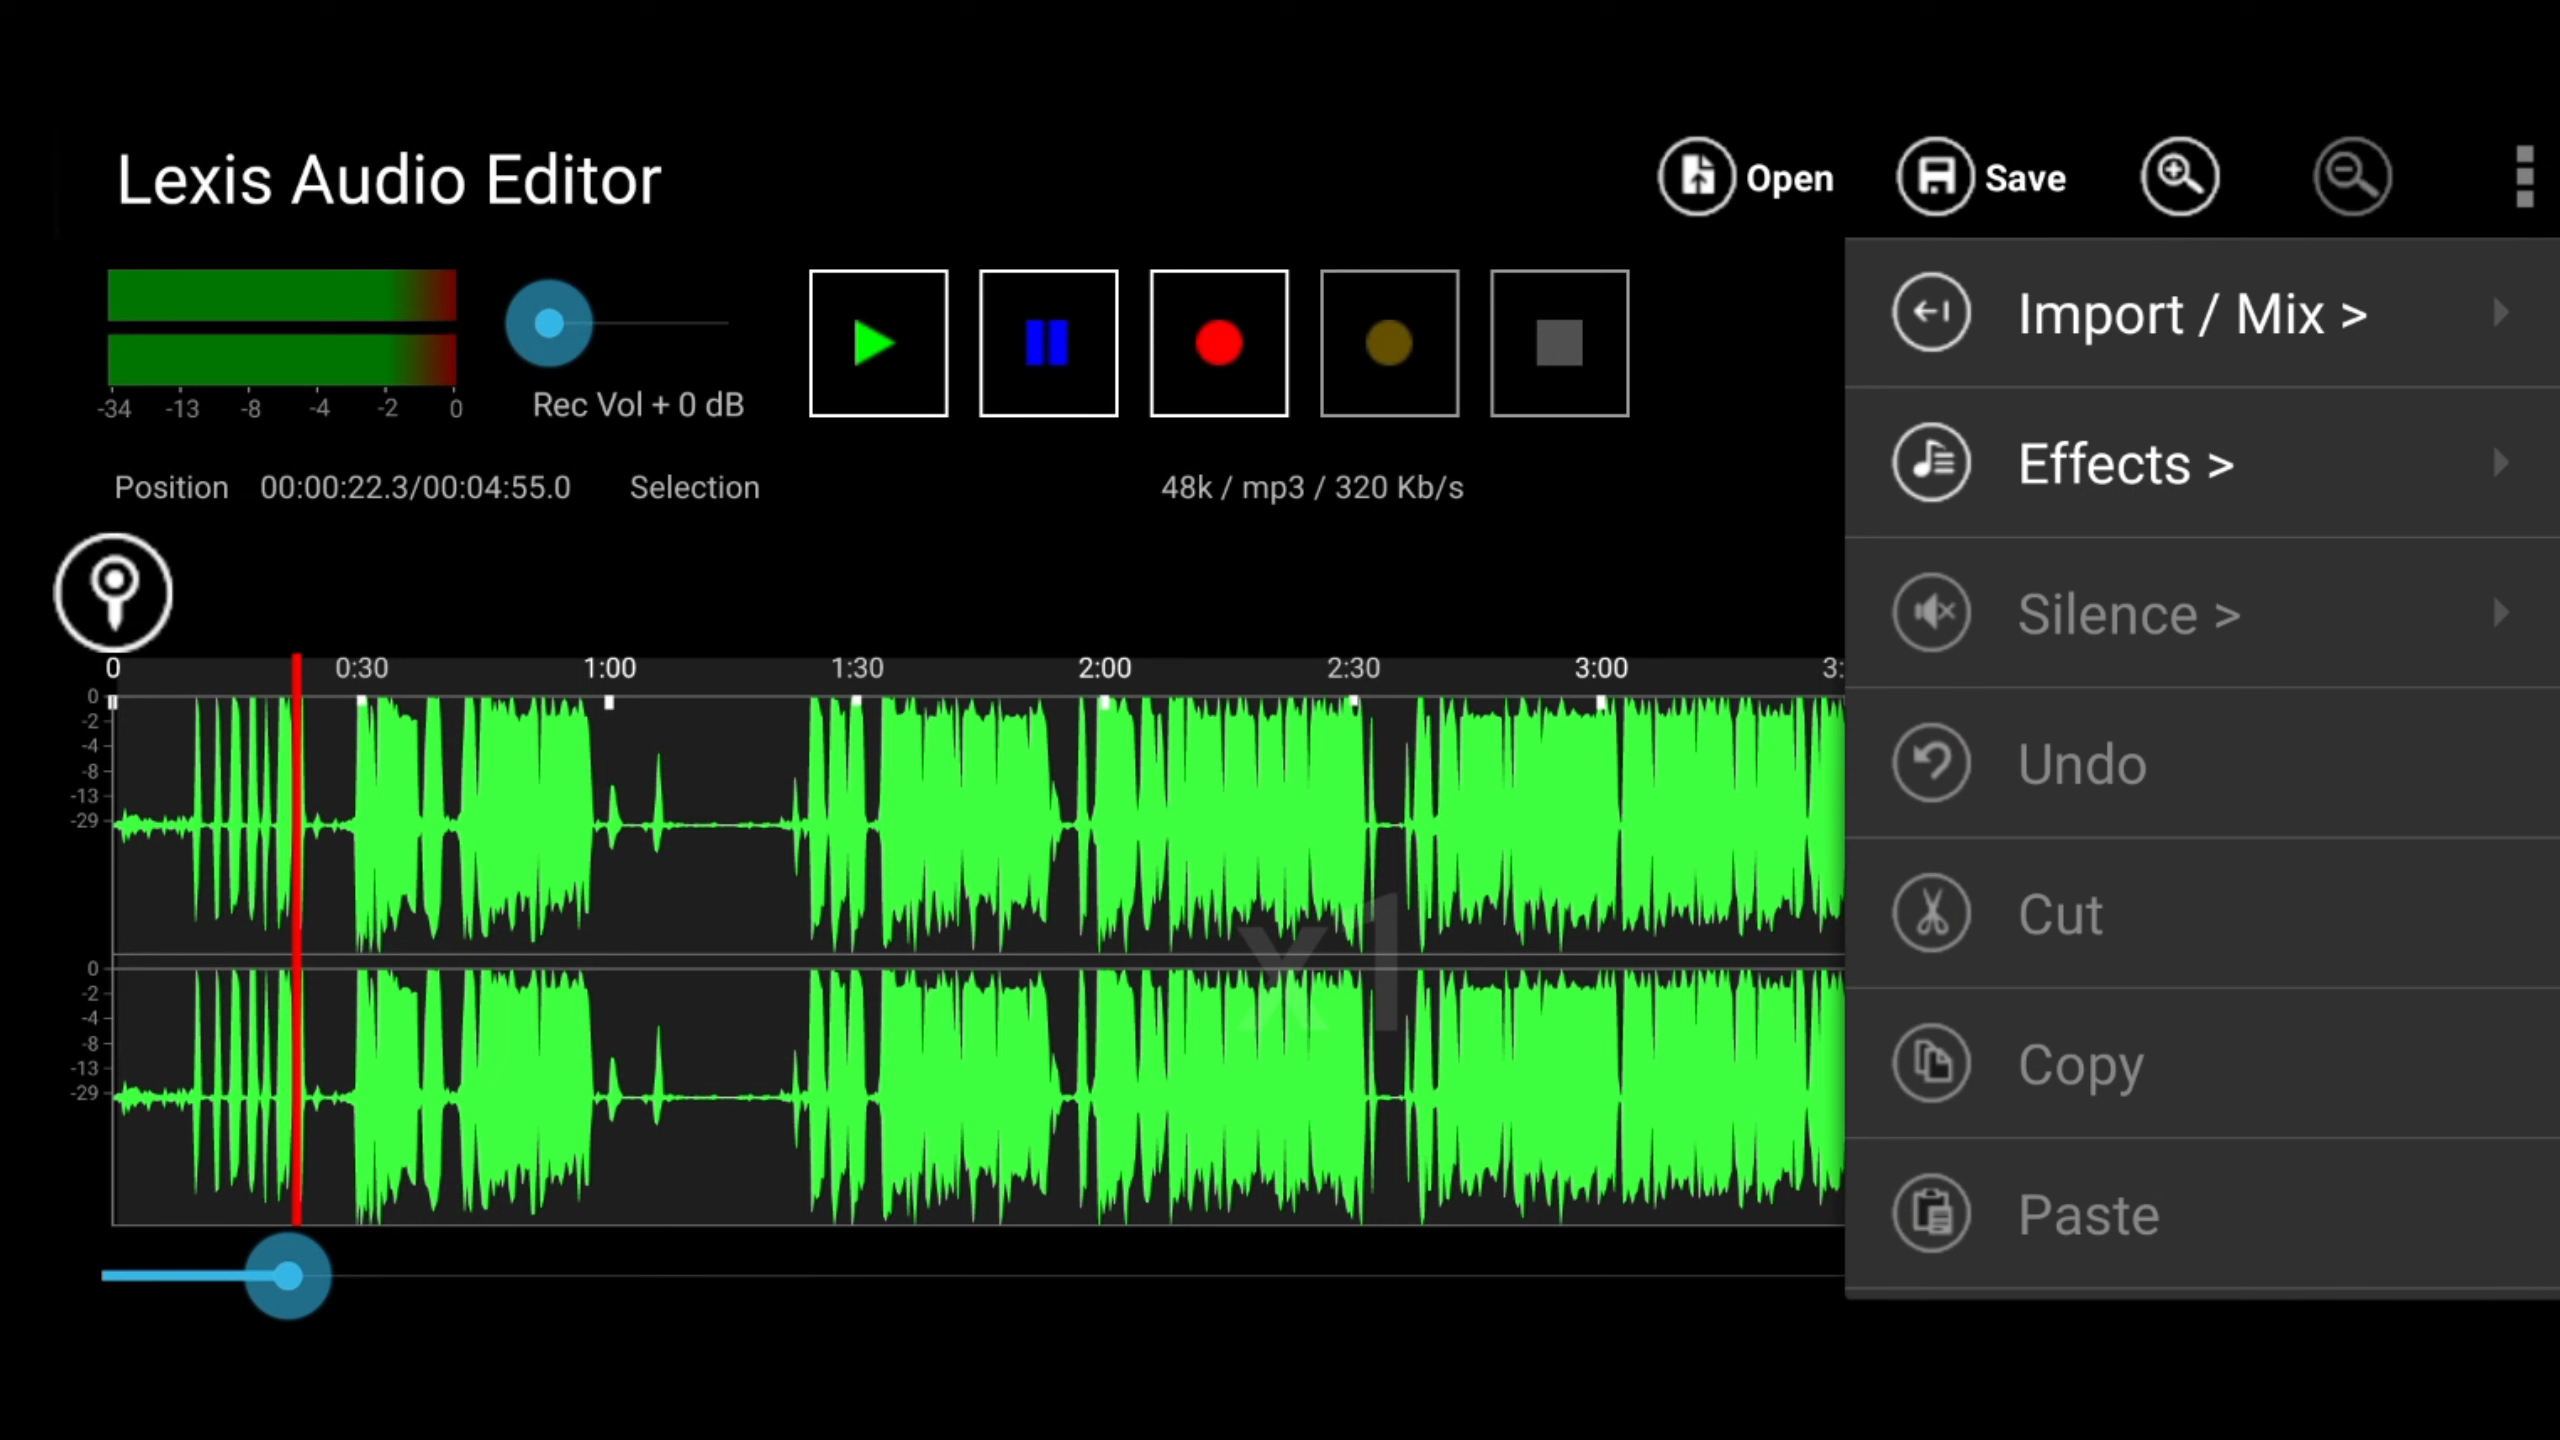 Lexis Audio Editor
Open
Save
-34 -13 -8 -4 -2 0
Rec Vol + 0 dB
Position 00:00:22.3/00:04:55.0 Selection 48k / mp3 / 320 Kb/s
0 0:30 1:00 1:30 2:00 2:30 3:00 3:
0
-2
-4
-8
-13
-29
x1
0
-2
-4
-8
-13
-29
Import / Mix >
Effects >
Silence >
Undo
Cut
Copy
Paste